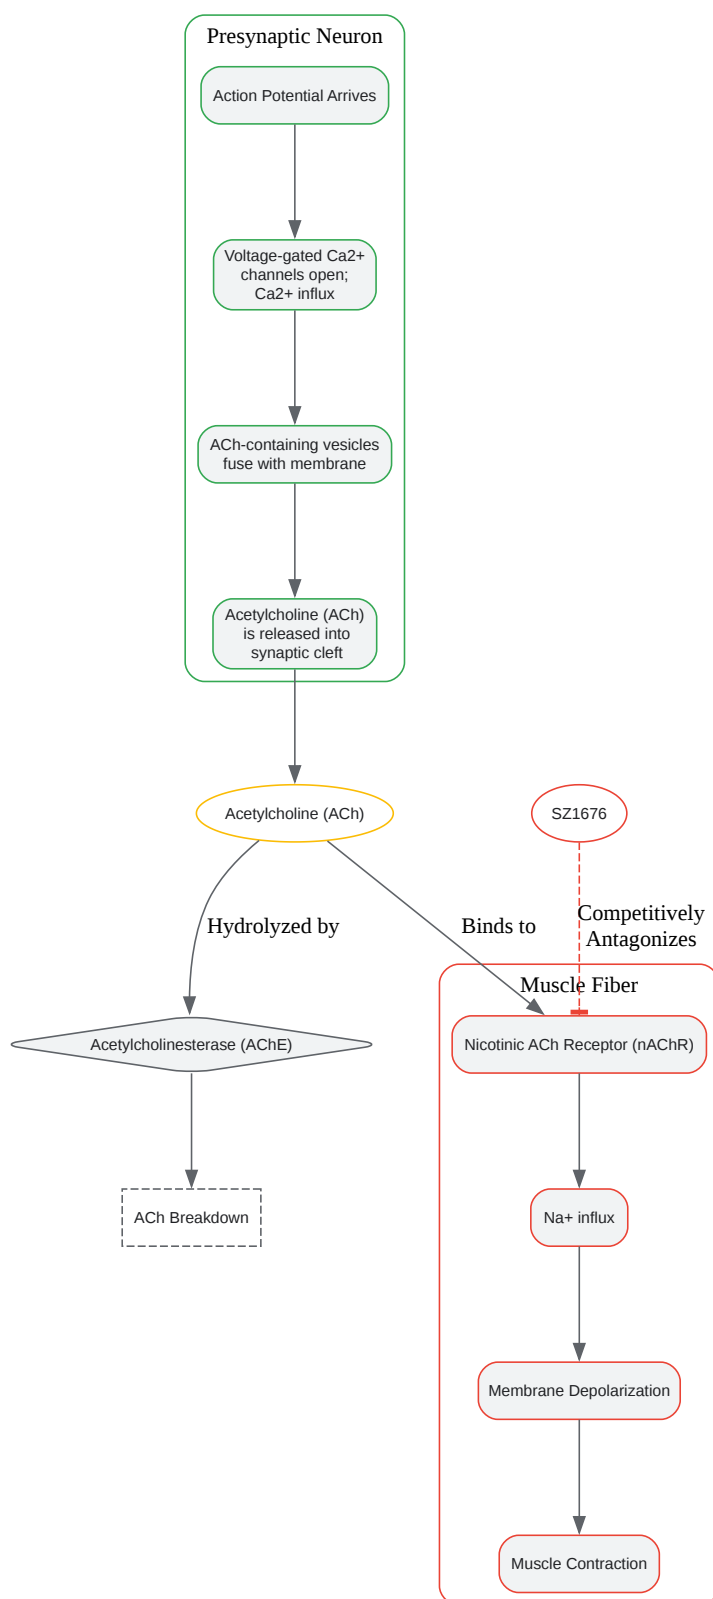 Presynaptic Neuron
Action Potential Arrives
Voltage-gated Ca2+
channels open;
Ca2+ influx
ACh-containing vesicles
fuse with membrane
Acetylcholine (ACh)
is released into
synaptic cleft
Acetylcholine (ACh)
SZ1676
Hydrolyzed by
Binds to
Competitively
Antagonizes
Muscle Fiber
Acetylcholinesterase (AChE)
Nicotinic ACh Receptor (nAChR)
ACh Breakdown
Na+ influx
Membrane Depolarization
Muscle Contraction